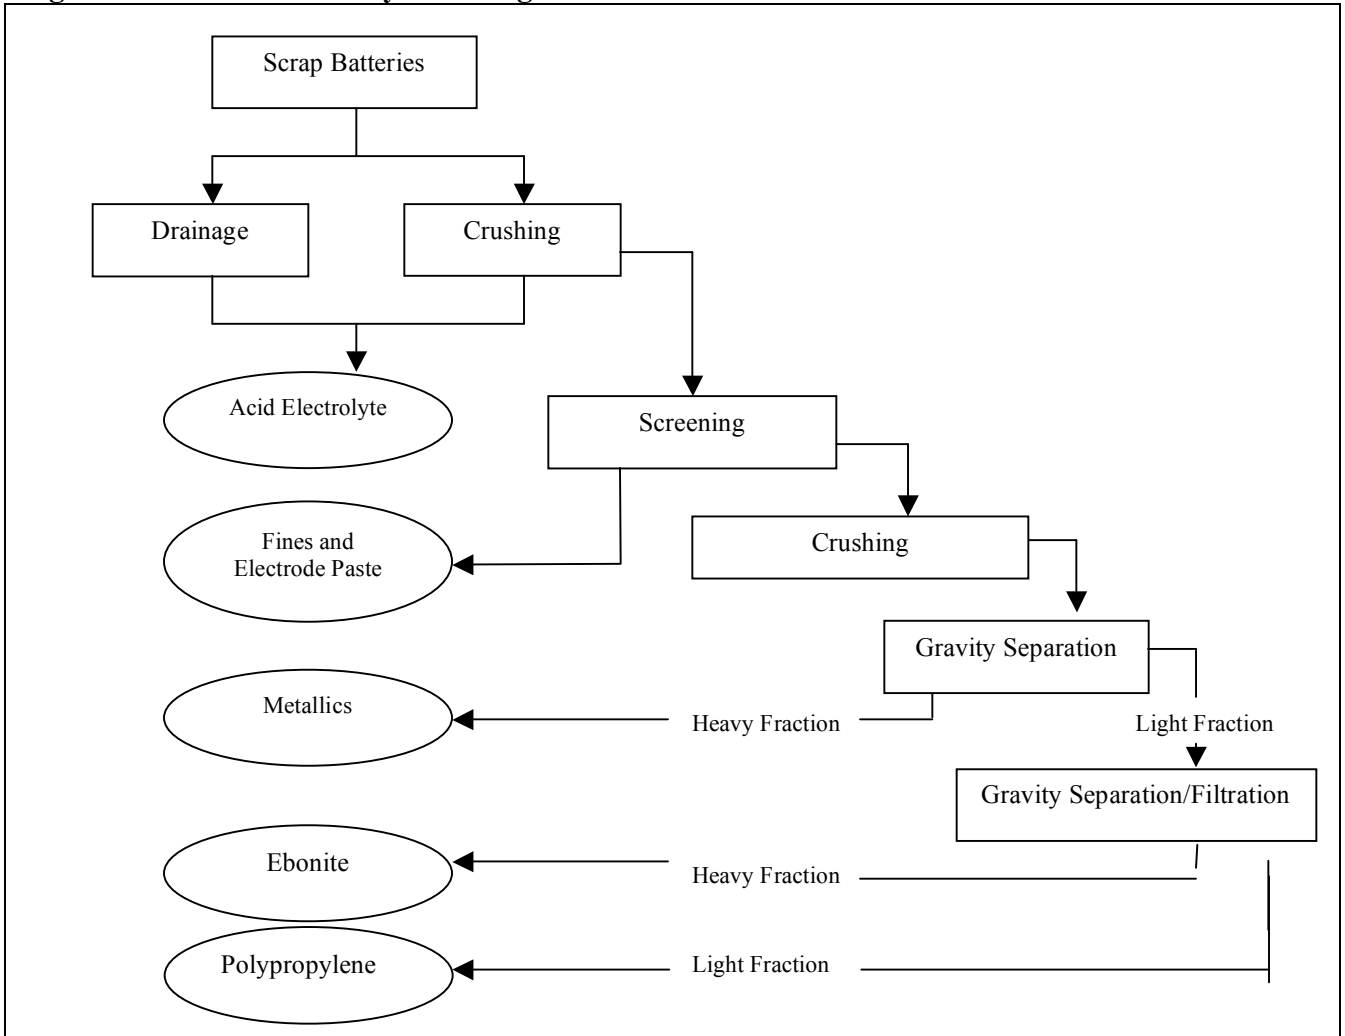 Scrap Batteries
Drainage
Crushing
Acid Electrolyte
Screening
Fines and
Electrode Paste
Crushing
Gravity Separation
Metallics
Heavy Fraction
Light Fraction
Gravity Separation/Filtration
Ebonite
Heavy Fraction
Polypropylene
Light Fraction